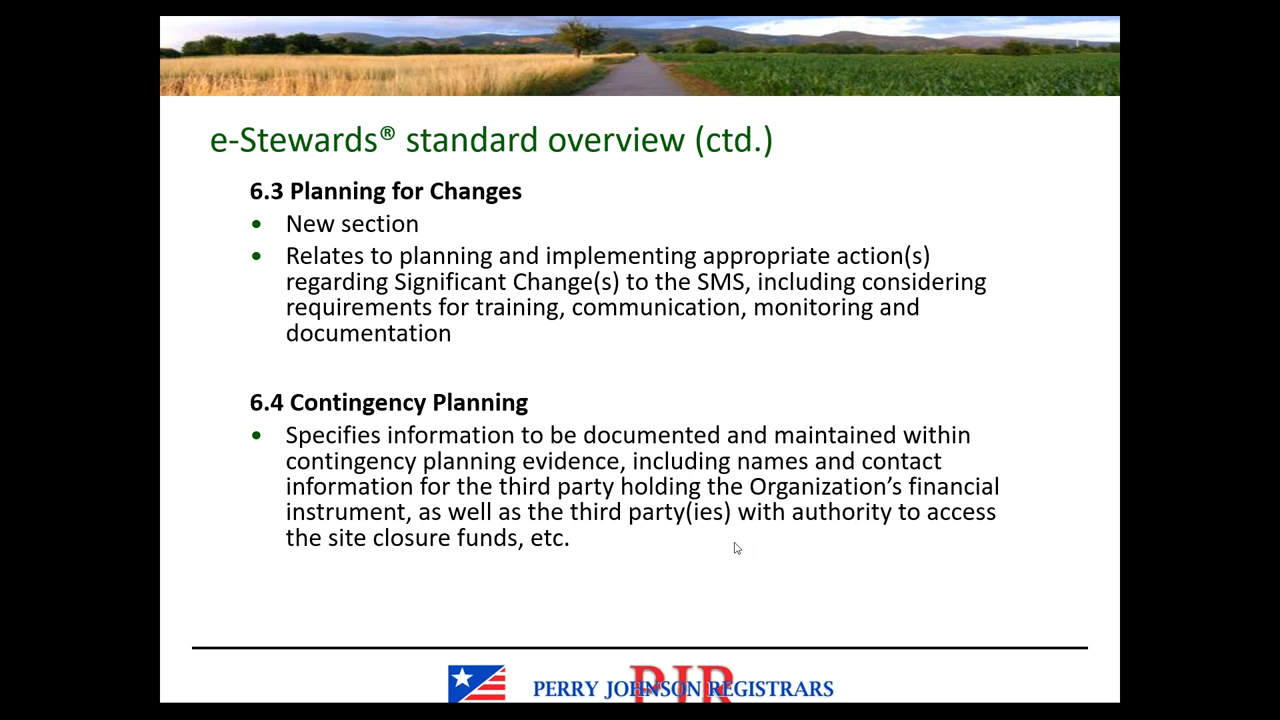 e-Stewards® standard overview (ctd.)
6.3 Planning for Changes
• New section
• Relates to planning and implementing appropriate action(s)
regarding Significant Change(s) to the SMS, including considering
requirements for training, communication, monitoring and
documentation
6.4 Contingency Planning
• Specifies information to be documented and maintained within
contingency planning evidence, including names and contact
information for the third party holding the Organization’s financial
instrument, as well as the third party(ies) with authority to access
the site closure funds, etc.
PJR
PERRY JOHNSON REGISTRARS